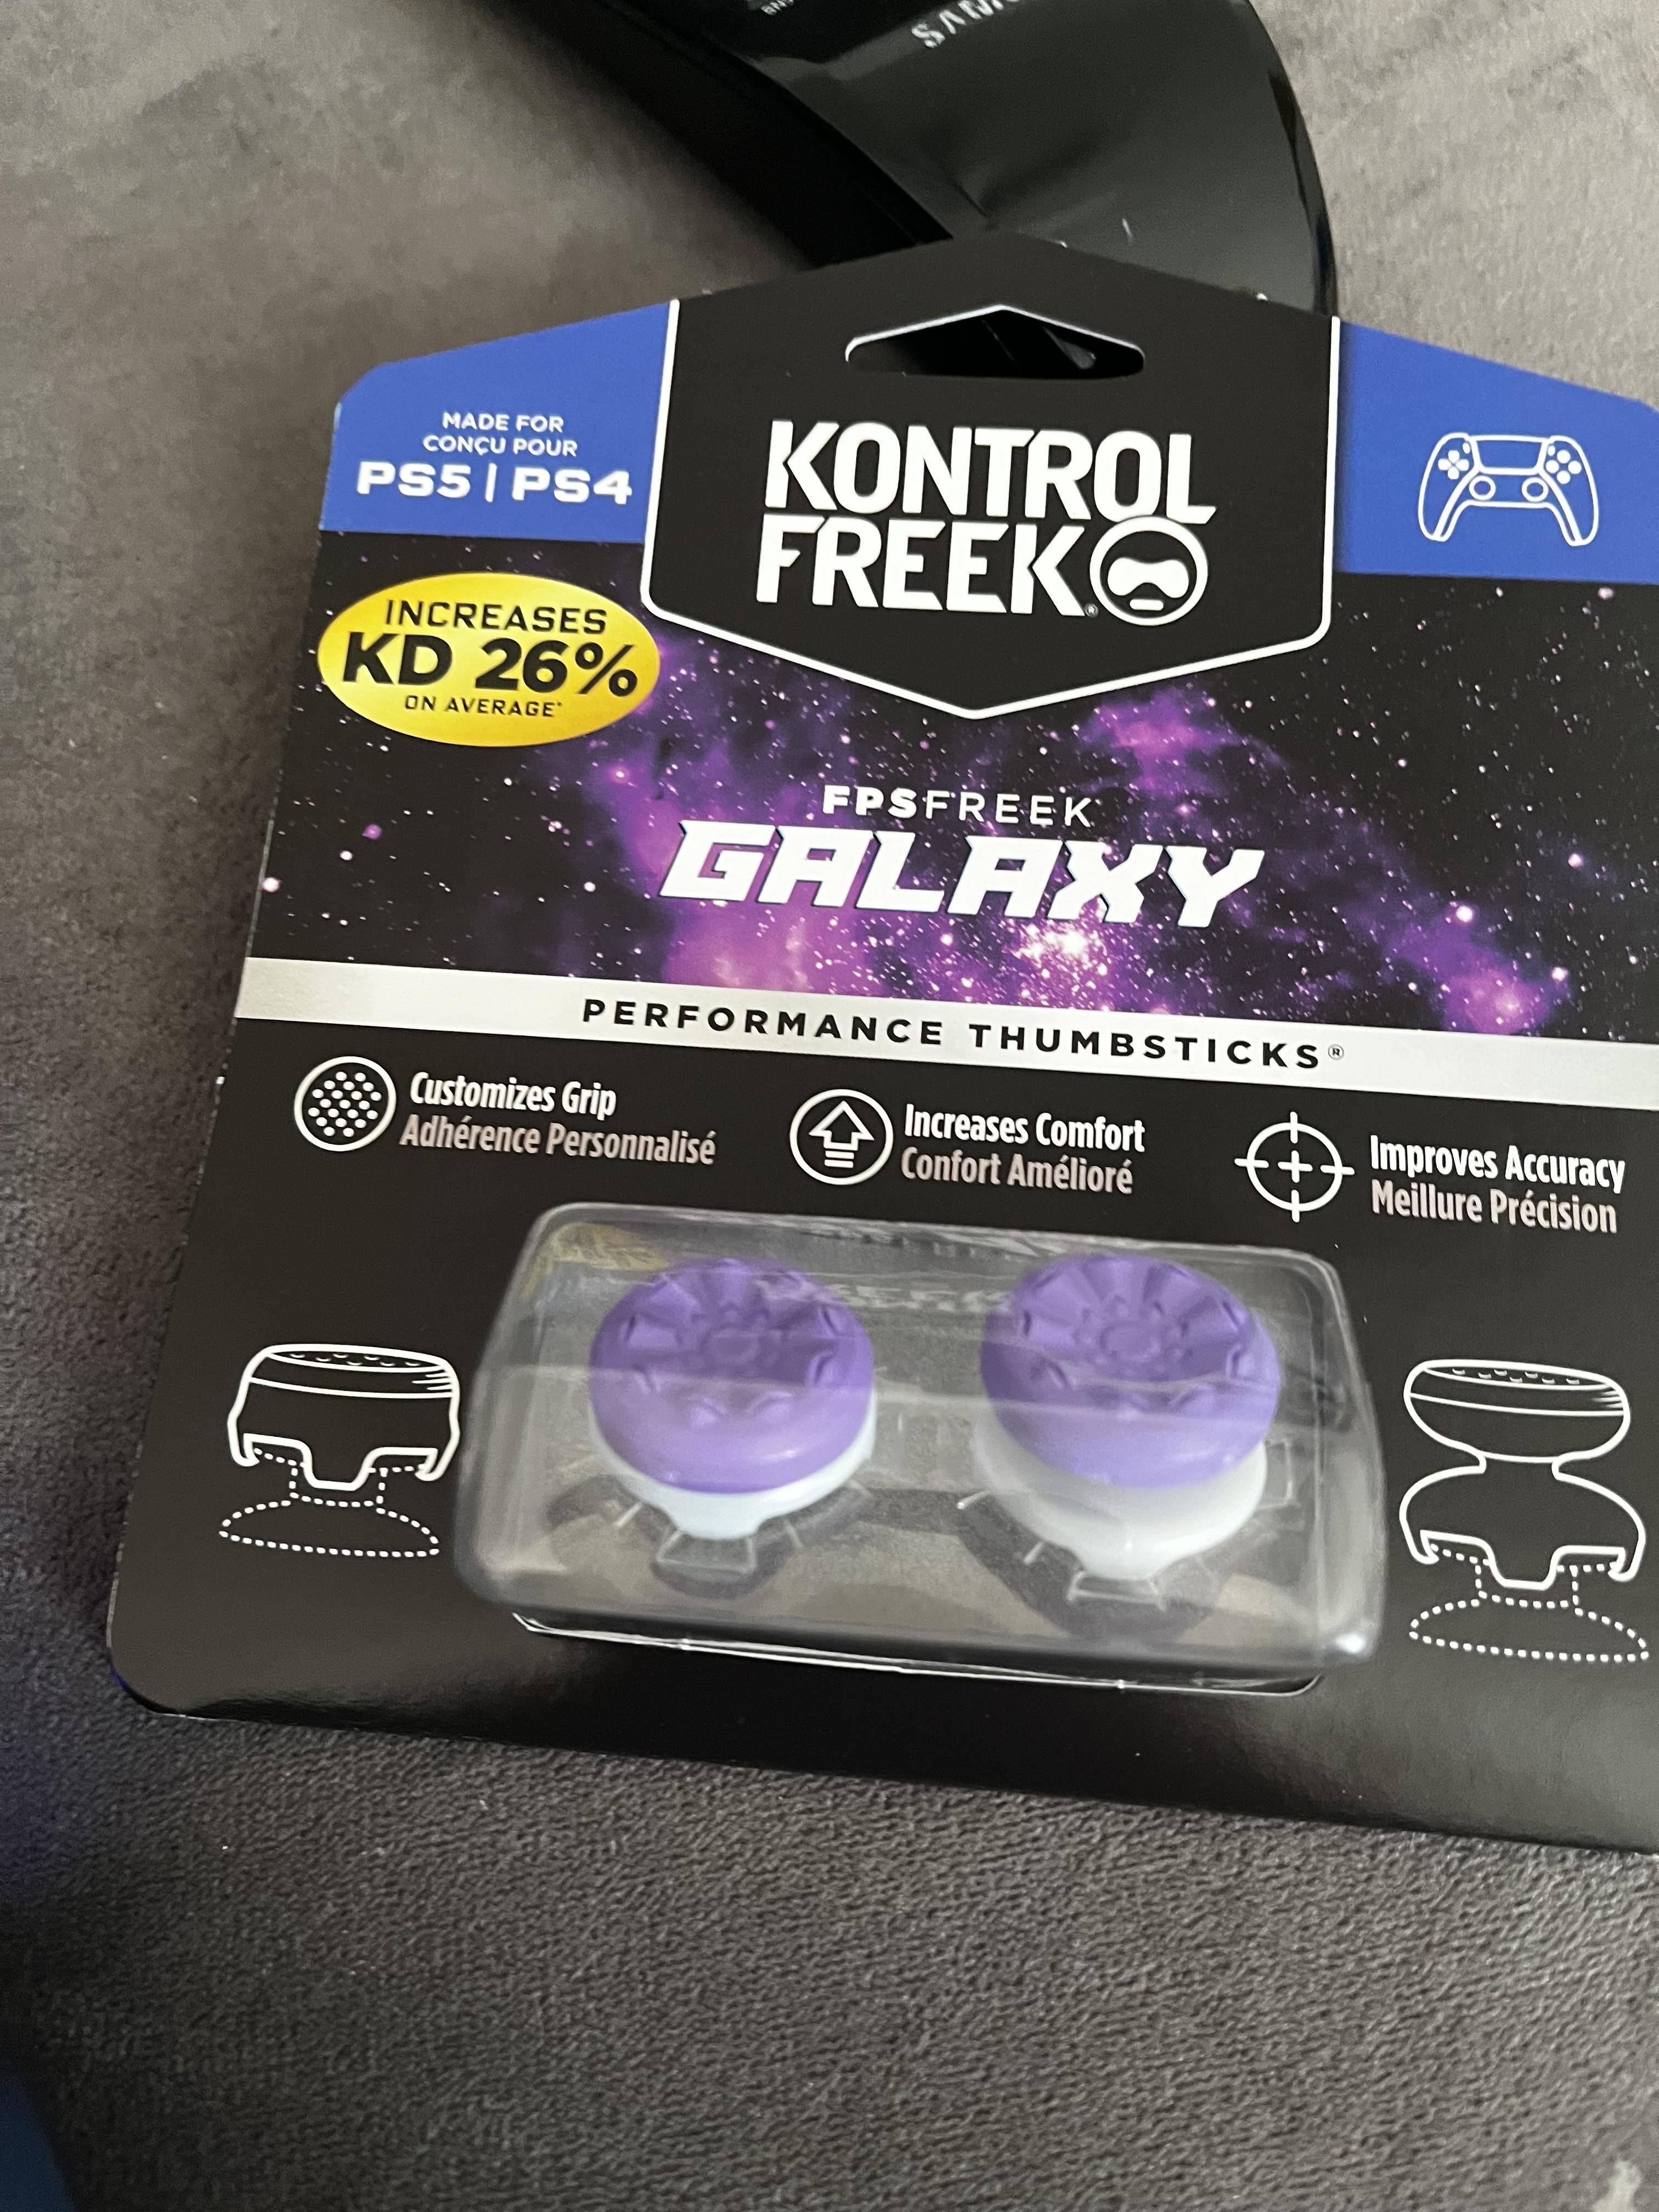 MADE FOR
CONÇU POUR
PS5 | PS4
KONTROL
FREEK®
INCREASES
KD 26%
ON AVERAGE*
FPSFREEK
GALAXY
PERFORMANCE THUMBSTICKS®
Customizes Grip
Adhérence Personnalisé
Increases Comfort
Confort Amélioré
Improves Accuracy
Meillure Précision